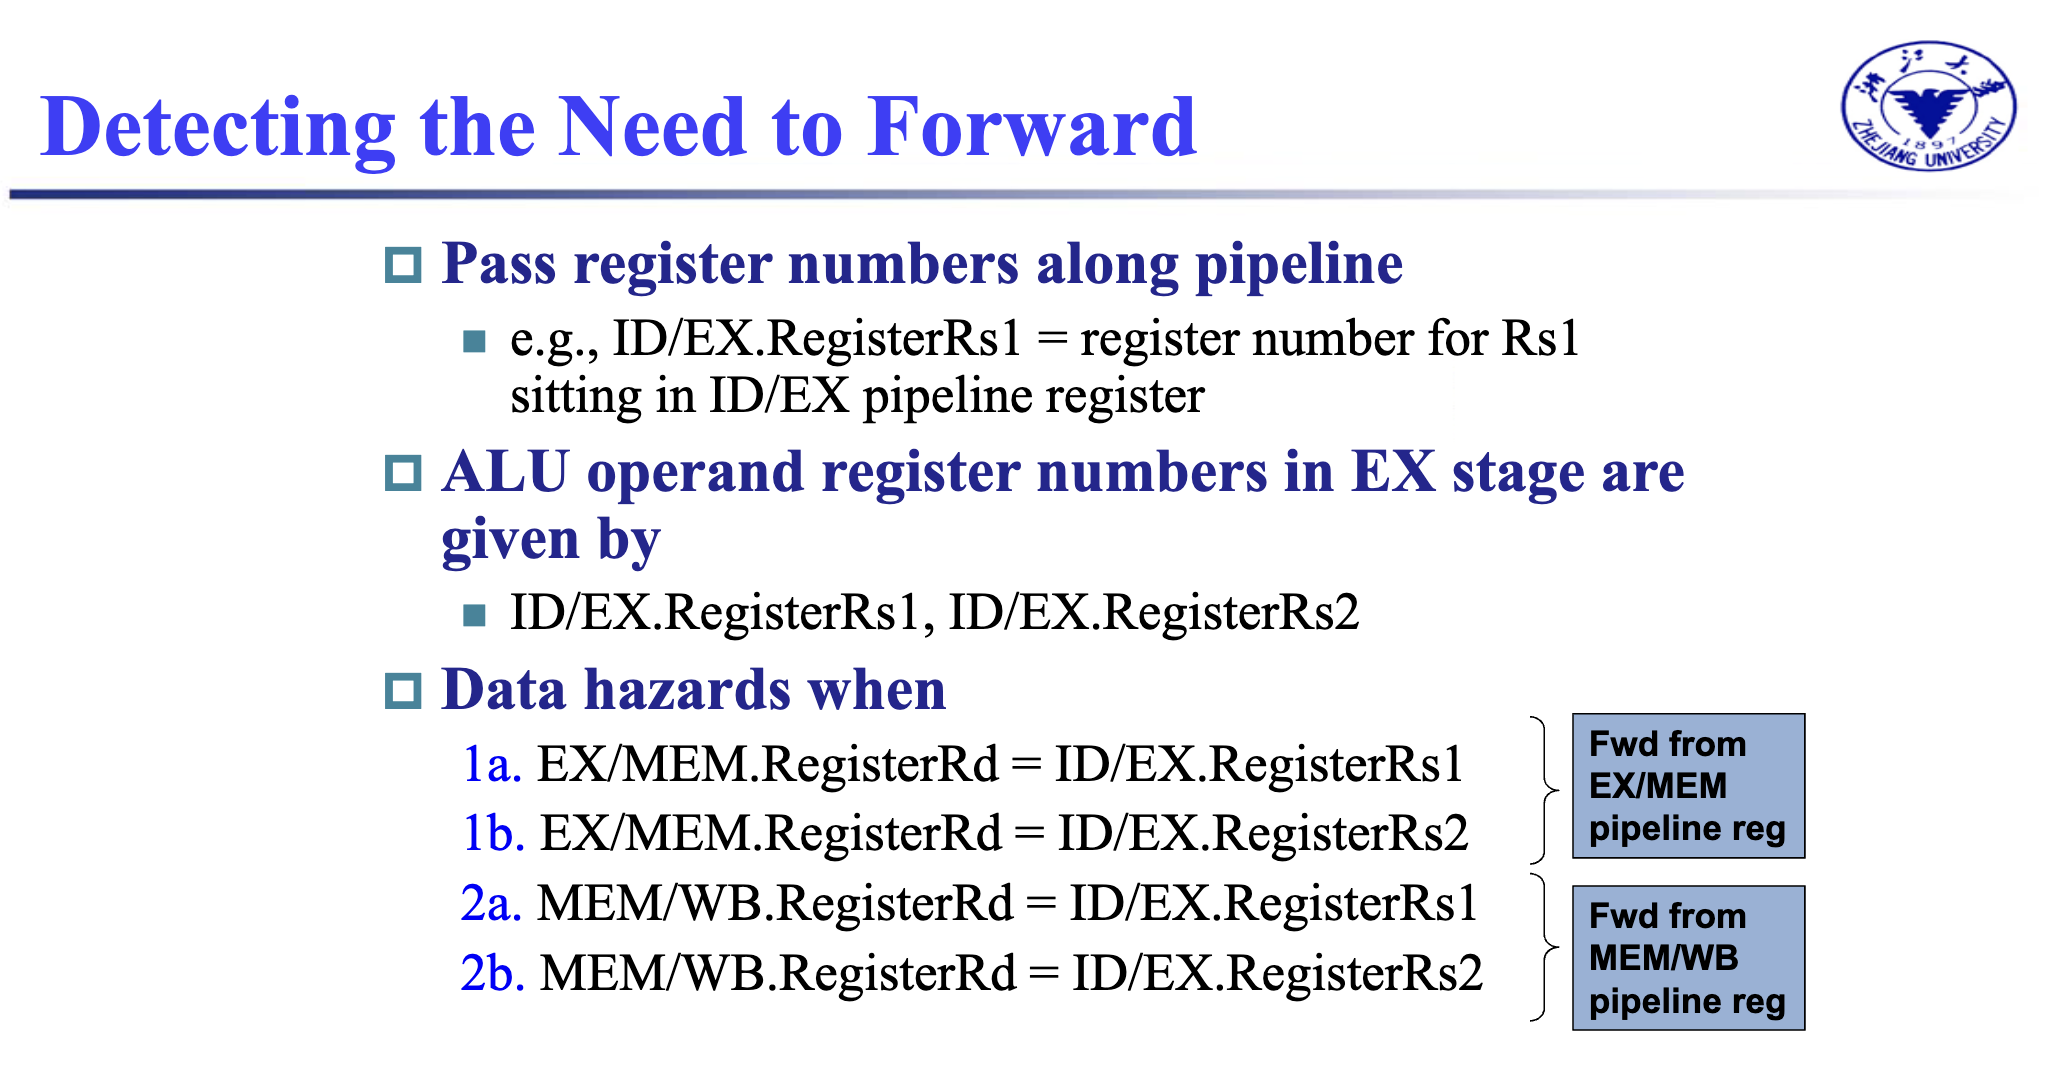 Detecting the Need to Forward
浙江大学
ZHEJIANG UNIVERSITY
1897
Pass register numbers along pipeline
e.g., ID/EX.RegisterRs1 = register number for Rs1
sitting in ID/EX pipeline register
ALU operand register numbers in EX stage are
given by
ID/EX.RegisterRs1, ID/EX.RegisterRs2
Data hazards when
1a. EX/MEM.RegisterRd = ID/EX.RegisterRs1
1b. EX/MEM.RegisterRd = ID/EX.RegisterRs2
Fwd from
EX/MEM
pipeline reg
2a. MEM/WB.RegisterRd = ID/EX.RegisterRs1
2b. MEM/WB.RegisterRd = ID/EX.RegisterRs2
Fwd from
MEM/WB
pipeline reg